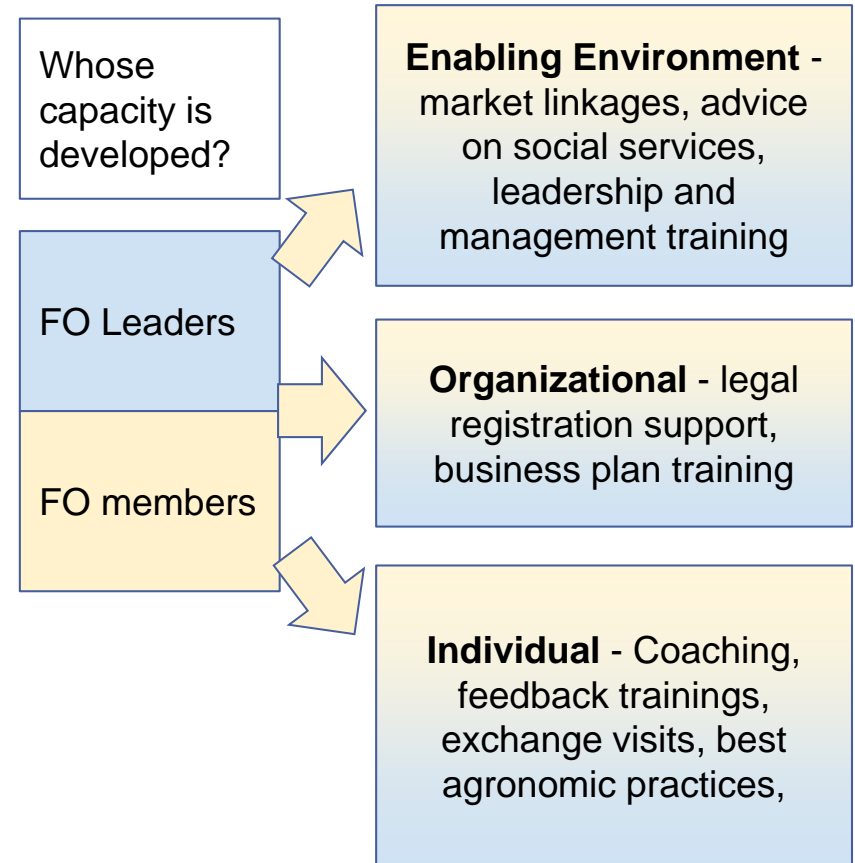 Whose
capacity is
developed?
FO Leaders
FO members
Enabling Environment -
market linkages, advice
on social services,
leadership and
management training
Organizational - legal
registration support,
business plan training
Individual - Coaching,
feedback trainings,
exchange visits, best
agronomic practices,